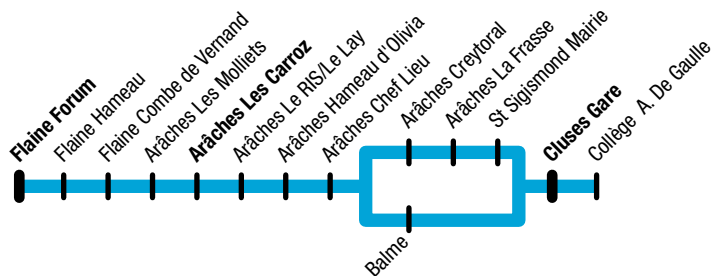 Flaine Forum
Flaine Hameau
Flaine Combe de Vernand
Arâches Les Molliets
Arâches Les Carroz
Arâches Le RIS/Le Lay
Arâches Hameau d'Olivia
Arâches Chef Lieu
Arâches Creytoral
Arâches La Frasse
St Sigismond Mairie
Balme
Cluses Gare
Collège A. De Gaulle